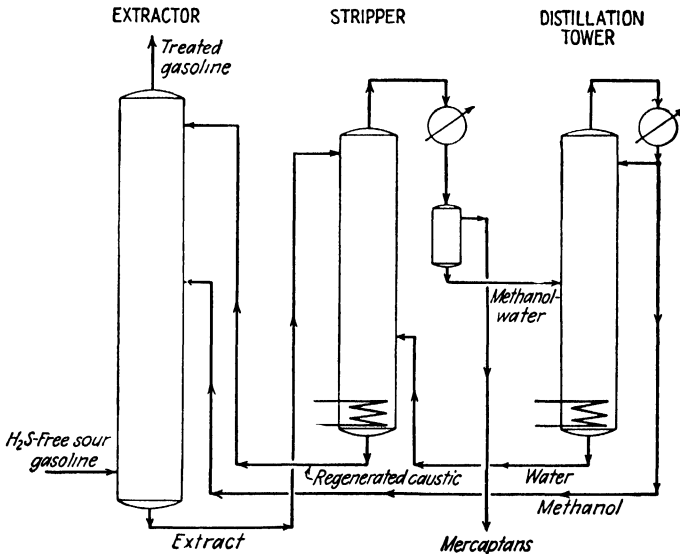 EXTRACTOR
STRIPPER
DISTILLATION
TOWER
Treated
gasoline
Methanol-
water
H₂S-Free sour
gasoline
Regenerated caustic
Water
Methanol
Extract
Mercaptans